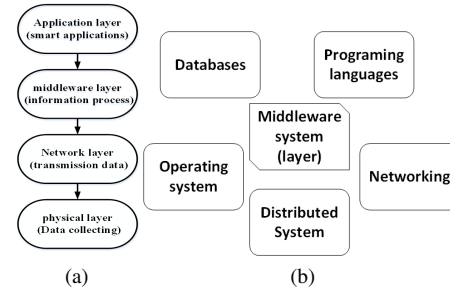 Application layer
(smart applications)
middleware layer
(information process)
Network layer
(transmission data)
physical layer
(Data collecting)
(a)
Databases
Programing
languages
Middleware
system
(layer)
Operating
system
Networking
Distributed
System
(b)